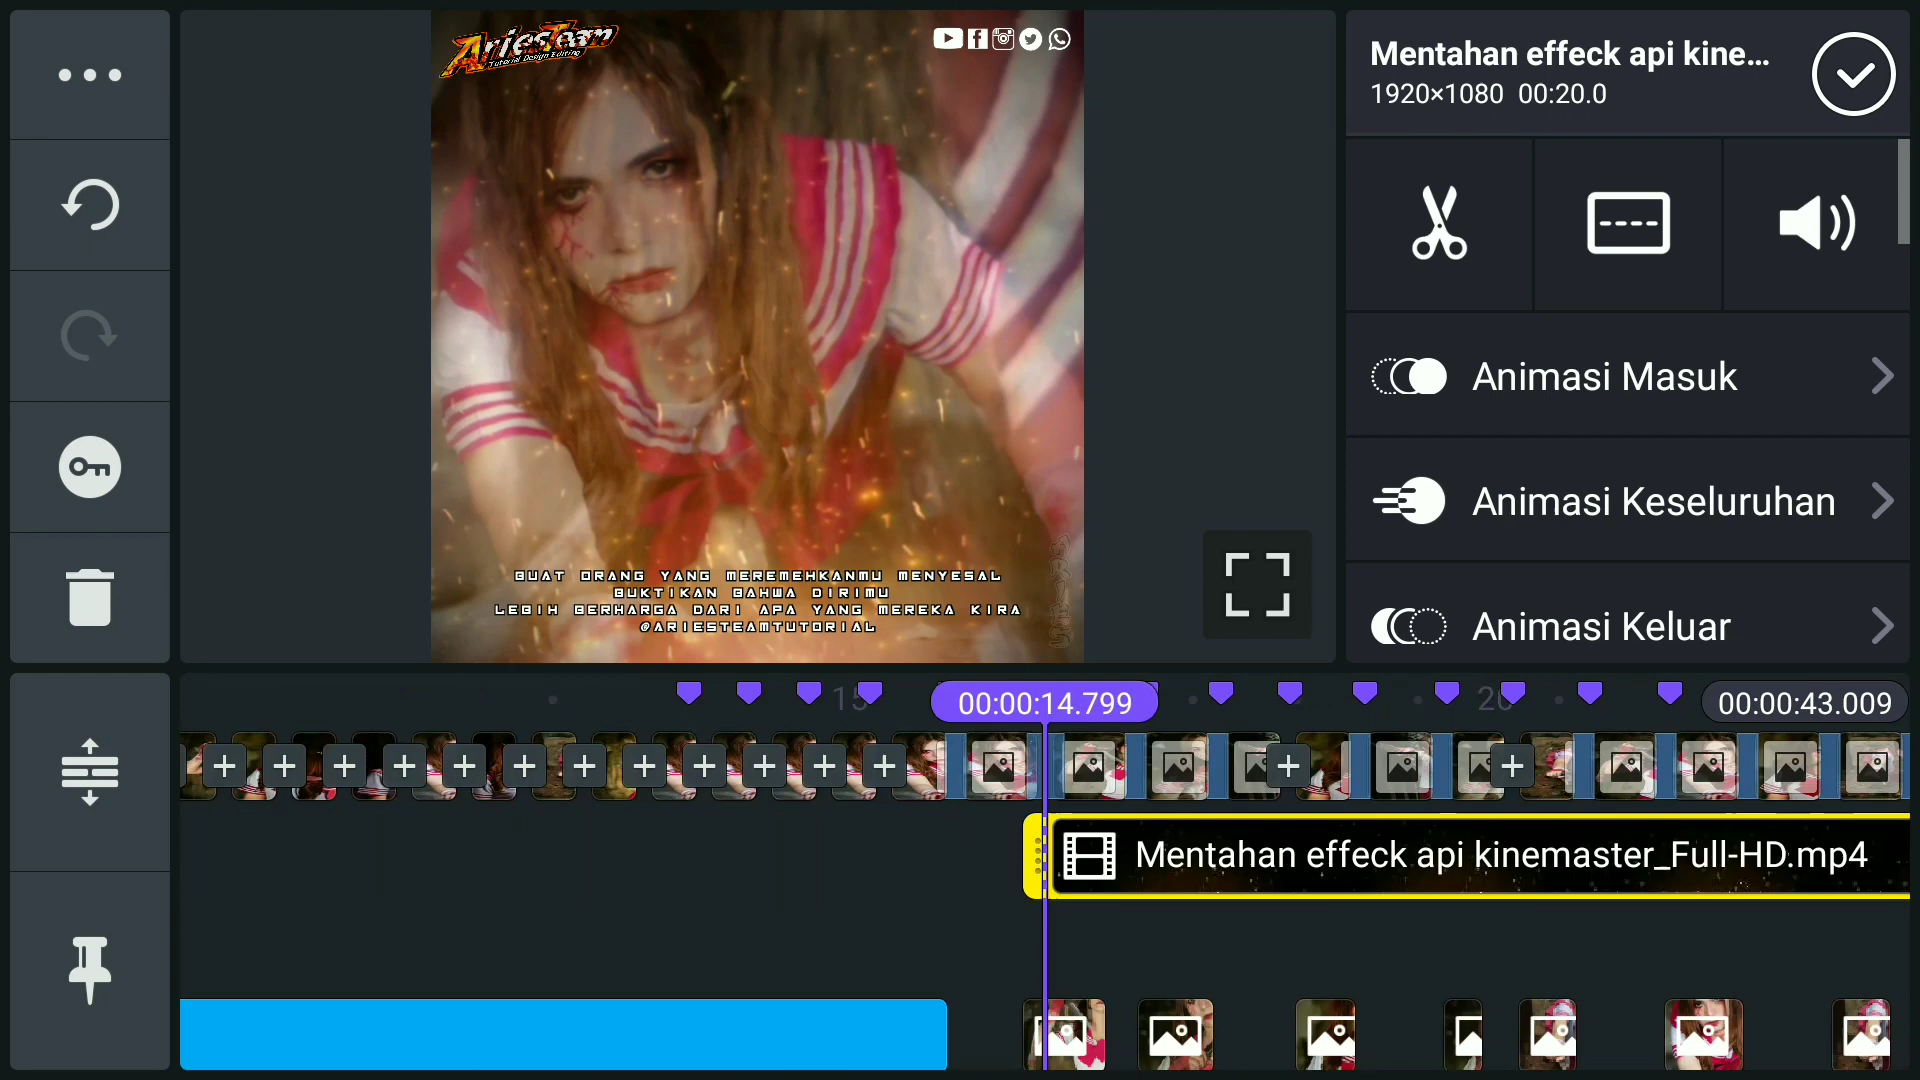 AriesTeam
Tutorial Design Editing
BUAT ORANG YANG MEREMEHKANMU MENYESAL
BUKTIKAN BAHWA DIRIMU
LEBIH BERHARGA DARI APA YANG MEREKA KIRA
@ARIESTEAMTUTORIAL
Mentahan effeck api kine...
1920×1080 00:20.0
Animasi Masuk
Animasi Keseluruhan
Animasi Keluar
15
00:00:14.799
20
00:00:43.009
Mentahan effeck api kinemaster_Full-HD.mp4